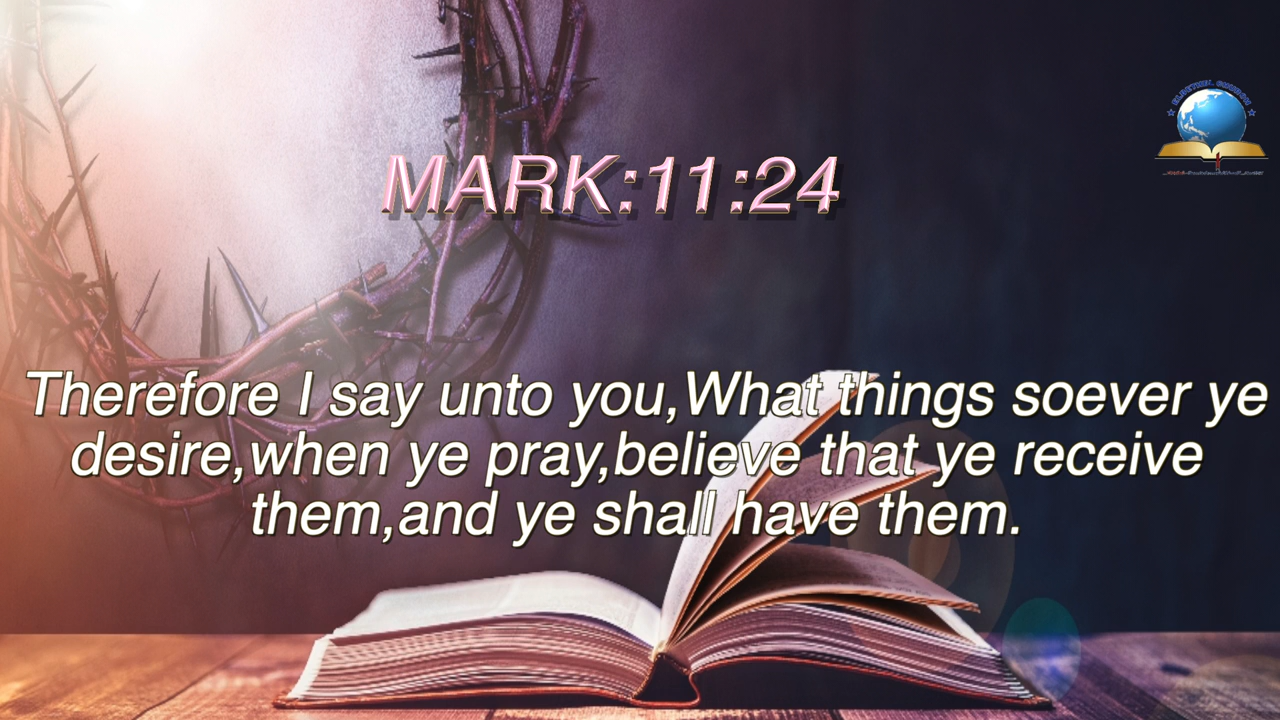 MARK:11:24
Therefore I say unto you,What things soever ye
desire,when ye pray,believe that ye receive
them,and ye shall have them.